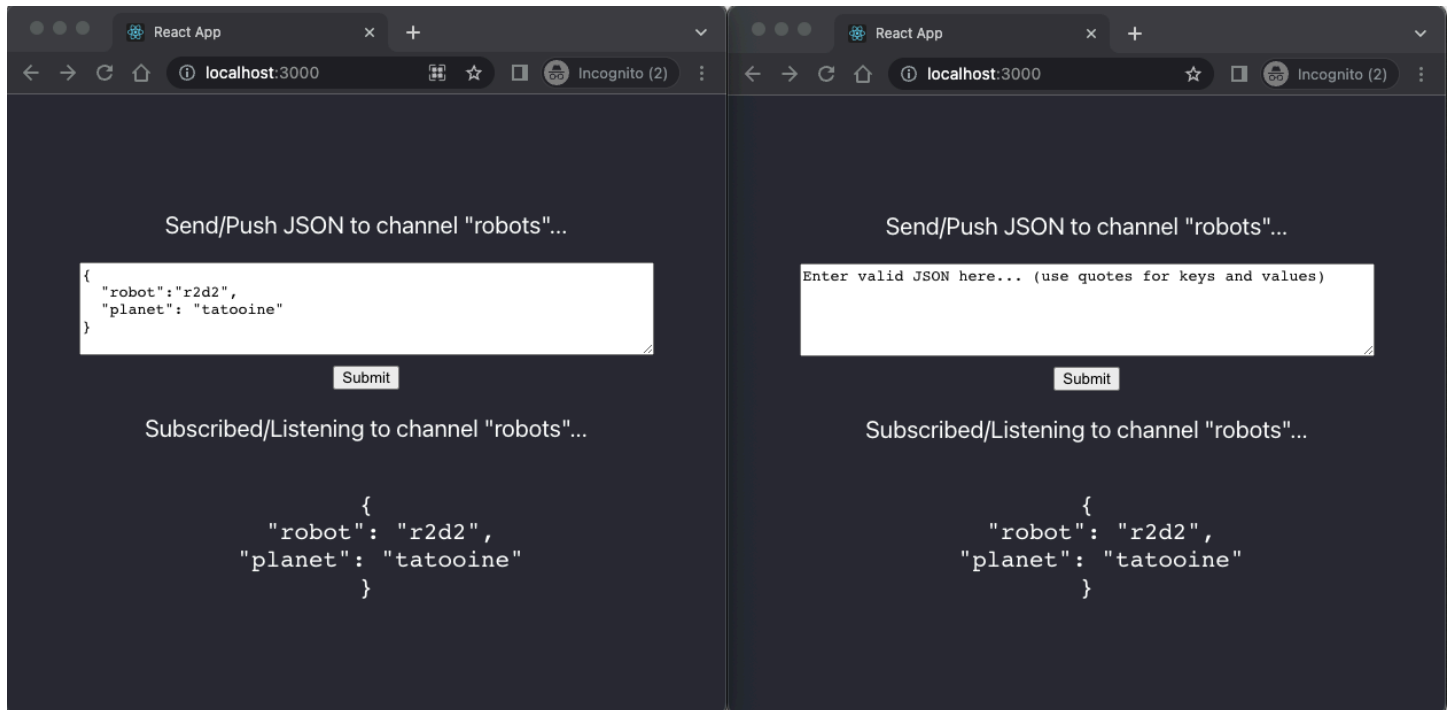 React App
localhost:3000
Incognito (2)
Send/Push JSON to channel "robots"...
{
  "robot":"r2d2",
  "planet": "tatooine"
}
Submit
Subscribed/Listening to channel "robots"...
{
"robot": "r2d2",
"planet": "tatooine"
}
React App
localhost:3000
Incognito (2)
Send/Push JSON to channel "robots"...
Enter valid JSON here... (use quotes for keys and values)
Submit
Subscribed/Listening to channel "robots"...
{
"robot": "r2d2",
"planet": "tatooine"
}